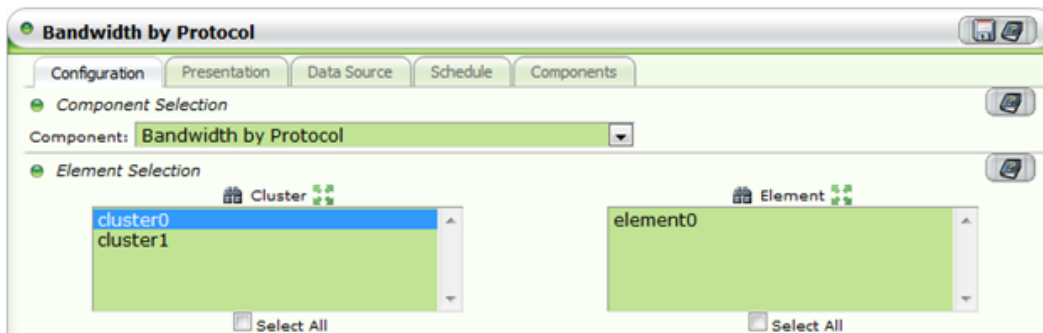 Bandwidth by Protocol
Configuration Presentation Data Source Schedule Components
Component Selection
Component: Bandwidth by Protocol
Element Selection
Cluster Element
cluster0 element0
cluster1
Select All Select All